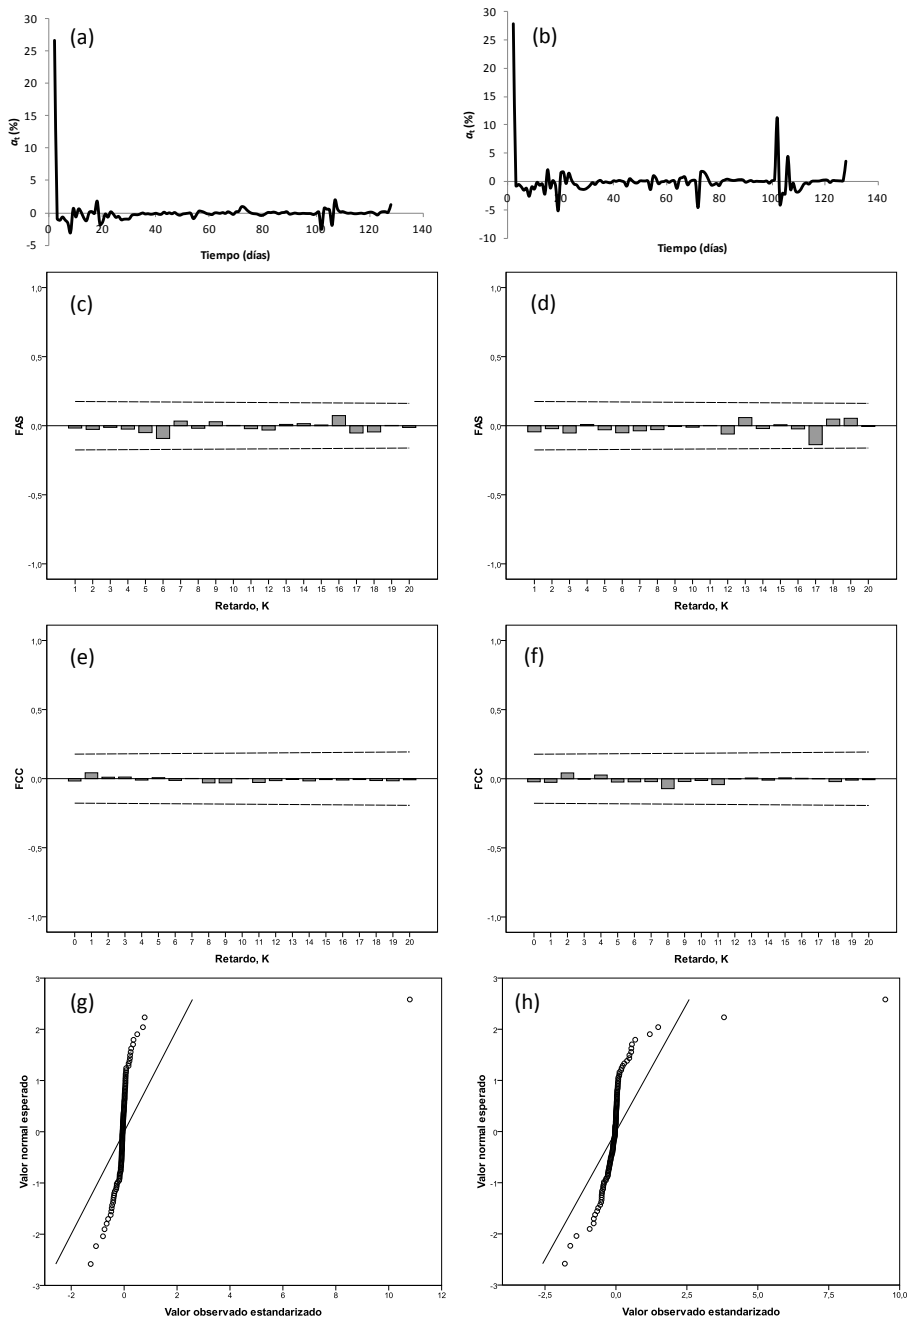 (a)
30
25
20
15
10
5
0
-5
αt (%)
0 20 40 60 80 100 120 140
Tiempo (días)
(b)
30
25
20
15
10
5
0
-5
-10
αt (%)
0 20 40 60 80 100 120 140
Tiempo (días)
(c)
1,0
0,5
0,0
-0,5
-1,0
FAS
1 2 3 4 5 6 7 8 9 10 11 12 13 14 15 16 17 18 19 20
Retardo, K
(d)
1,0
0,5
0,0
-0,5
-1,0
FAS
1 2 3 4 5 6 7 8 9 10 11 12 13 14 15 16 17 18 19 20
Retardo, K
(e)
1,0
0,5
0,0
-0,5
-1,0
FCC
0 1 2 3 4 5 6 7 8 9 10 11 12 13 14 15 16 17 18 19 20
Retardo, K
(f)
1,0
0,5
0,0
-0,5
-1,0
FCC
0 1 2 3 4 5 6 7 8 9 10 11 12 13 14 15 16 17 18 19 20
Retardo, K
(g)
3
2
1
0
-1
-2
-3
Valor normal esperado
-2 0 2 4 6 8 10 12
Valor observado estandarizado
(h)
3
2
1
0
-1
-2
-3
Valor normal esperado
-2,5 0,0 2,5 5,0 7,5 10,0
Valor observado estandarizado